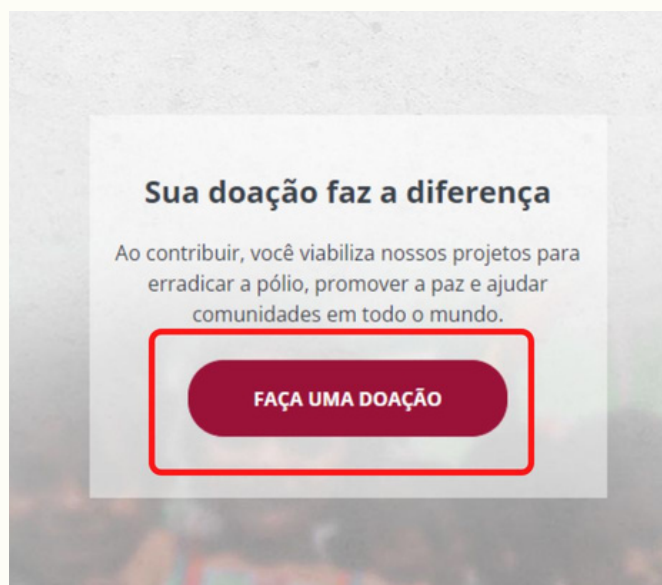 Sua doação faz a diferença
Ao contribuir, você viabiliza nossos projetos para
erradicar a pólio, promover a paz e ajudar
comunidades em todo o mundo.
FAÇA UMA DOAÇÃO